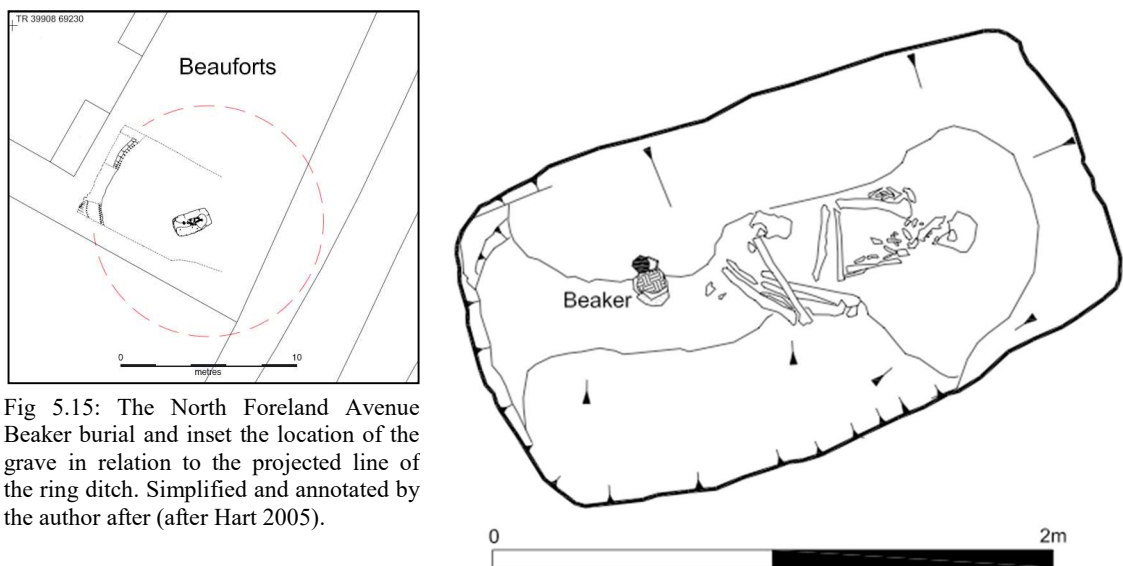 TR 39908 69230
Beauforts
0 10
metres
Fig 5.15: The North Foreland Avenue
Beaker burial and inset the location of the
grave in relation to the projected line of
the ring ditch. Simplified and annotated by
the author after (after Hart 2005).
Beaker
0 2m